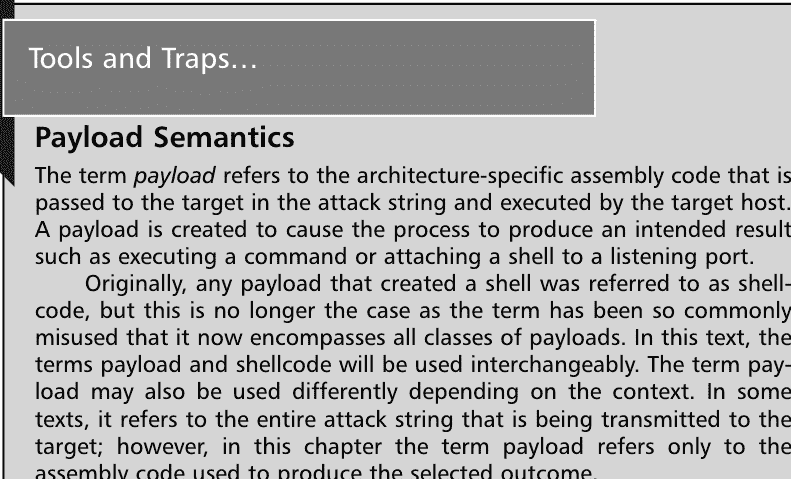 Tools and Traps…
Payload Semantics
The term payload refers to the architecture-specific assembly code that is
passed to the target in the attack string and executed by the target host.
A payload is created to cause the process to produce an intended result
such as executing a command or attaching a shell to a listening port.
Originally, any payload that created a shell was referred to as shell-
code, but this is no longer the case as the term has been so commonly
misused that it now encompasses all classes of payloads. In this text, the
terms payload and shellcode will be used interchangeably. The term pay-
load may also be used differently depending on the context. In some
texts, it refers to the entire attack string that is being transmitted to the
target; however, in this chapter the term payload refers only to the
assembly code used to produce the selected outcome.